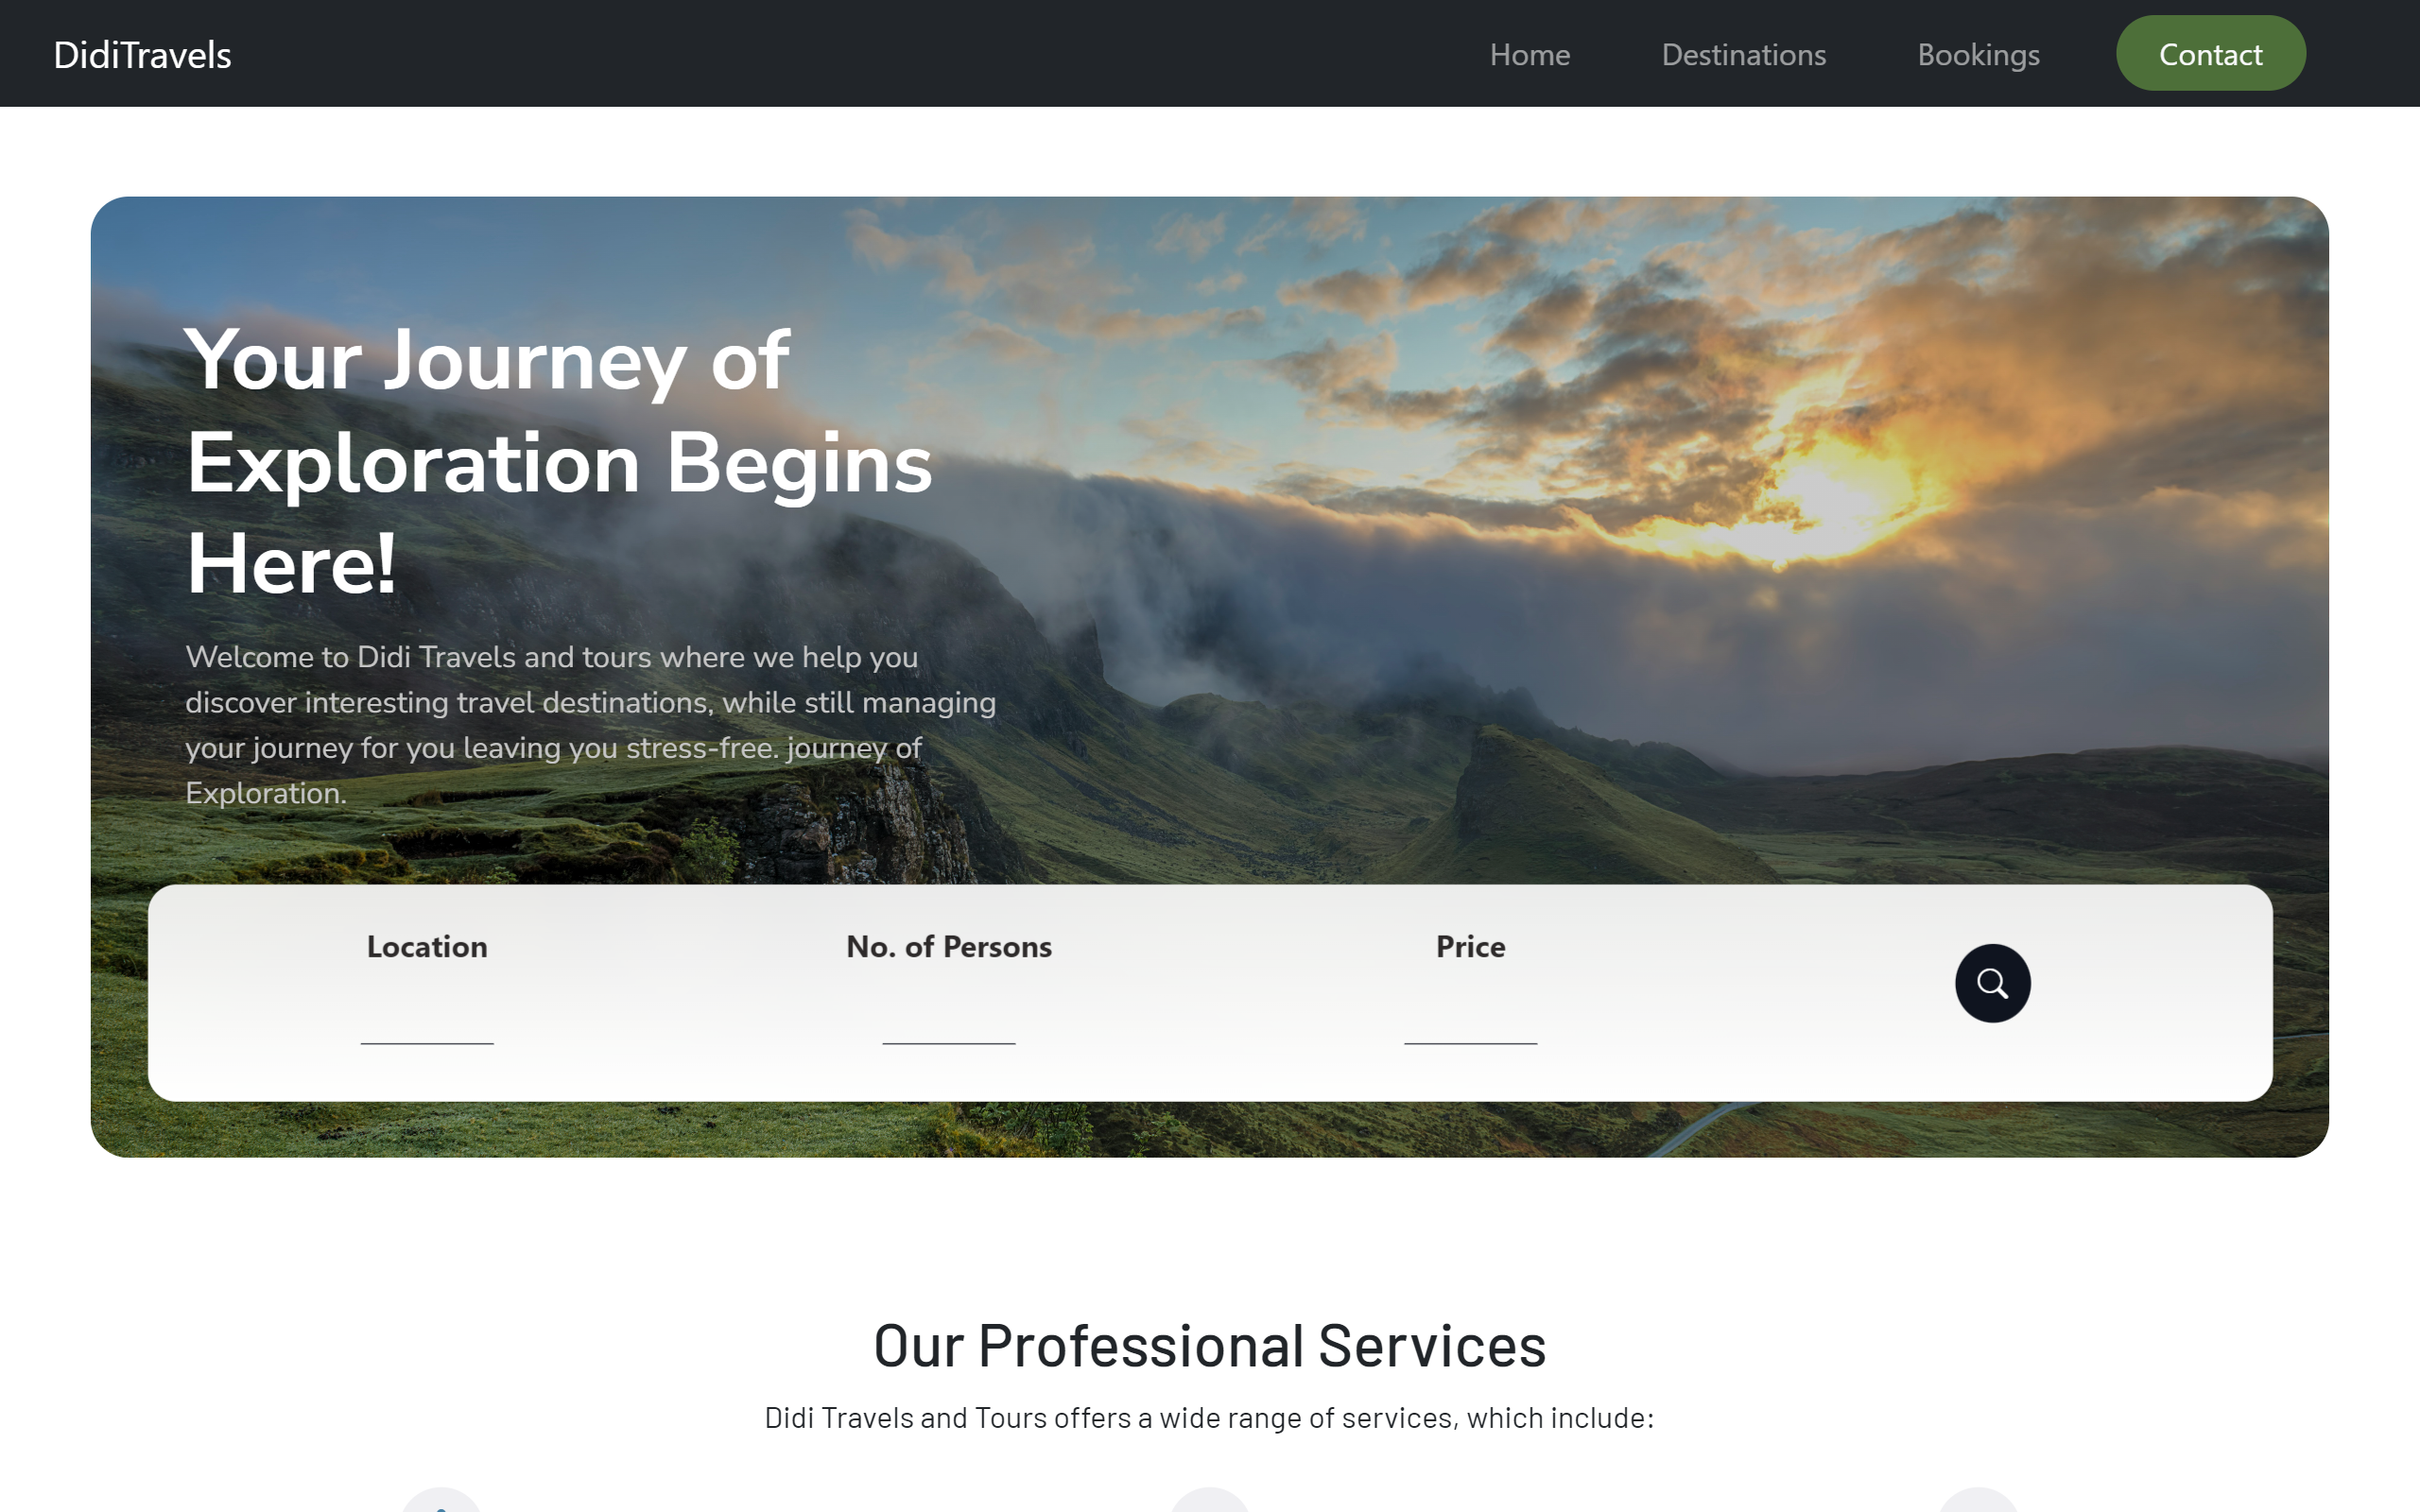 DidiTravels
Home
Destinations
Bookings
Contact
Your Journey of
Exploration Begins
Here!
Welcome to Didi Travels and tours where we help you
discover interesting travel destinations, while still managing
your journey for you leaving you stress-free. journey of
Exploration.
Location
No. of Persons
Price
Our Professional Services
Didi Travels and Tours offers a wide range of services, which include: